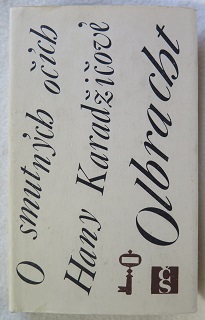 O smutných očích
Hany Karadžičové
Olbracht
čs